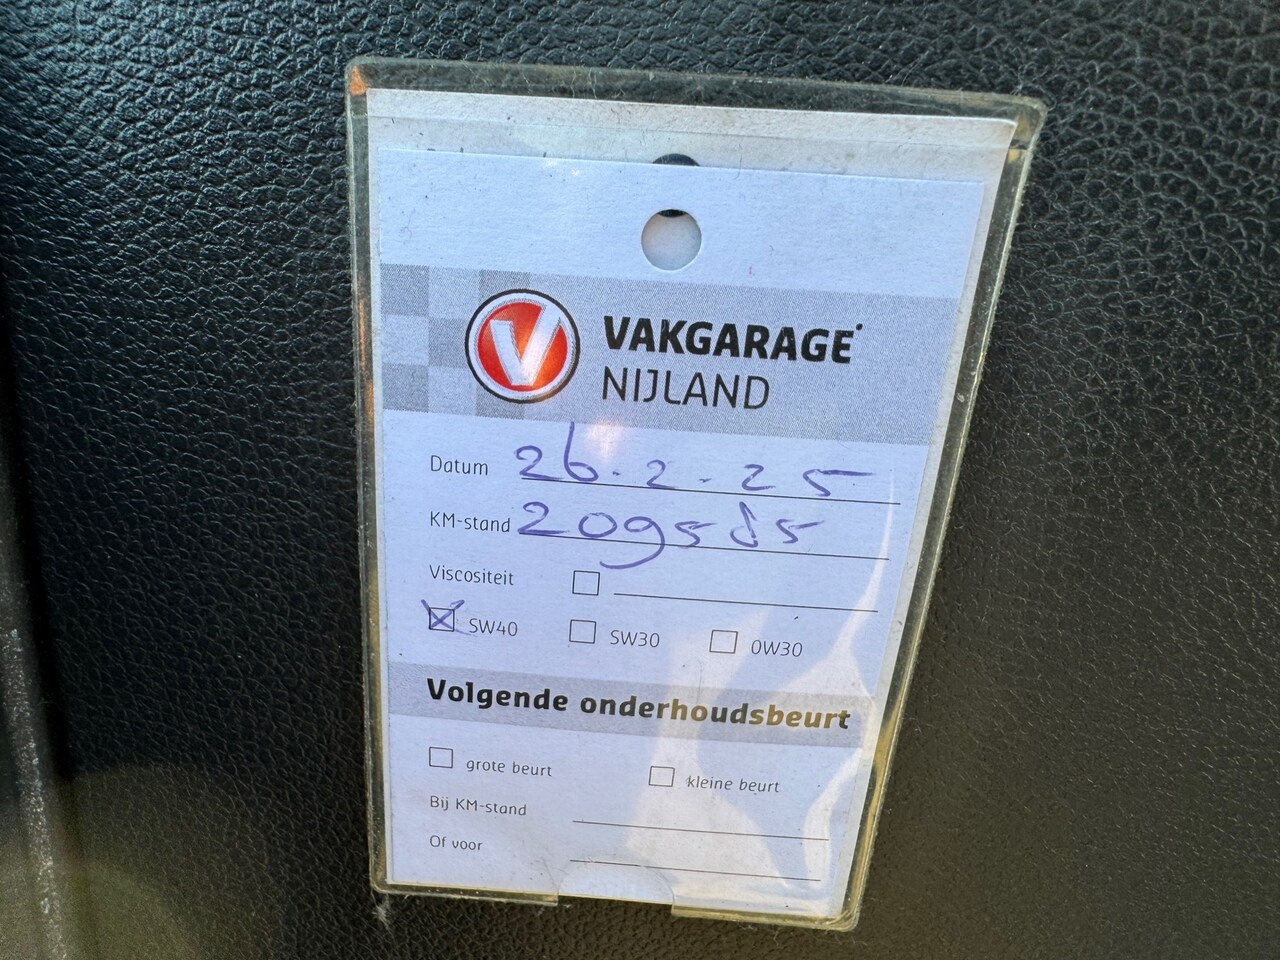 V
VAKGARAGE
NIJLAND
Datum 26.2.25
KM-stand 209585
Viscositeit
5W40 5W30 0W30
Volgende onderhoudsbeurt
grote beurt kleine beurt
Bij KM-stand
Of voor